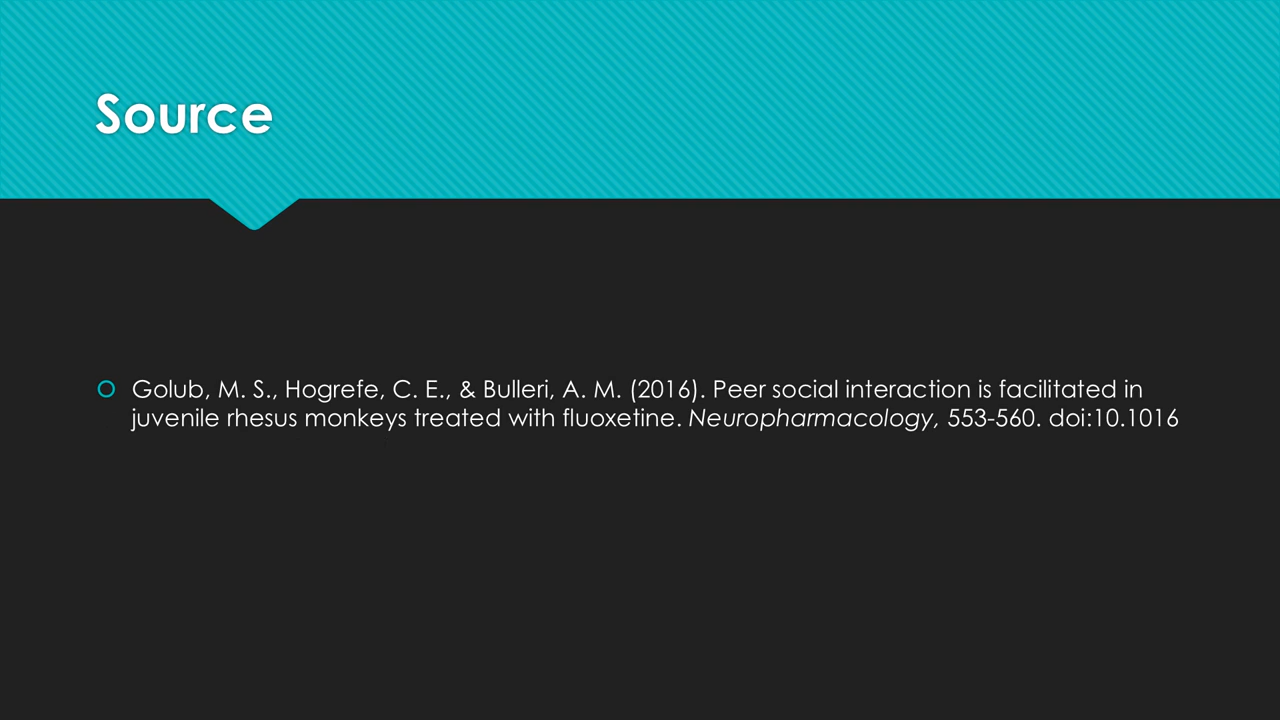 Source
Golub, M. S., Hogrefe, C. E., & Bulleri, A. M. (2016). Peer social interaction is facilitated in
juvenile rhesus monkeys treated with fluoxetine. Neuropharmacology, 553-560. doi:10.1016